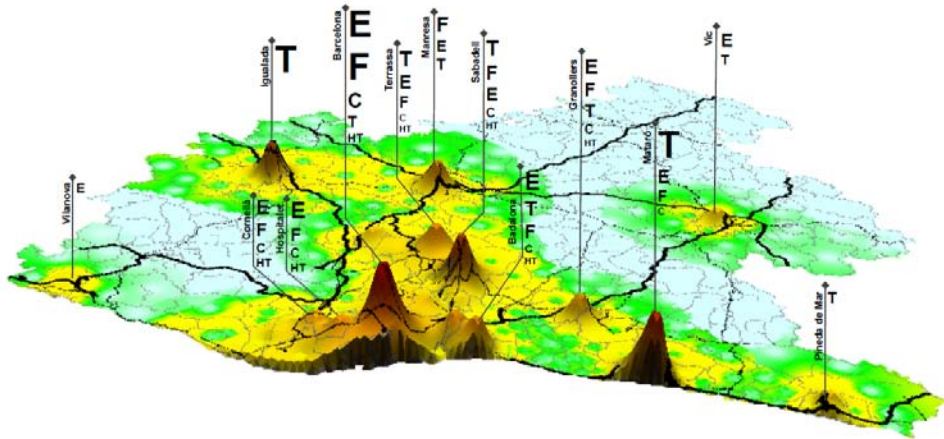 Igualada
T
Barcelona
E
F
C
T
HT
Terrassa
T
E
F
C
HT
Manresa
F
E
T
Sabadell
T
F
E
C
HT
Granollers
E
F
T
C
HT
Vic
E
T
Mataró
T
E
F
C
Vilanova
E
Cornellà
E
F
C
HT
Hospitalet
E
F
C
HT
Badalona
E
T
F
C
HT
Pineda de Mar
T